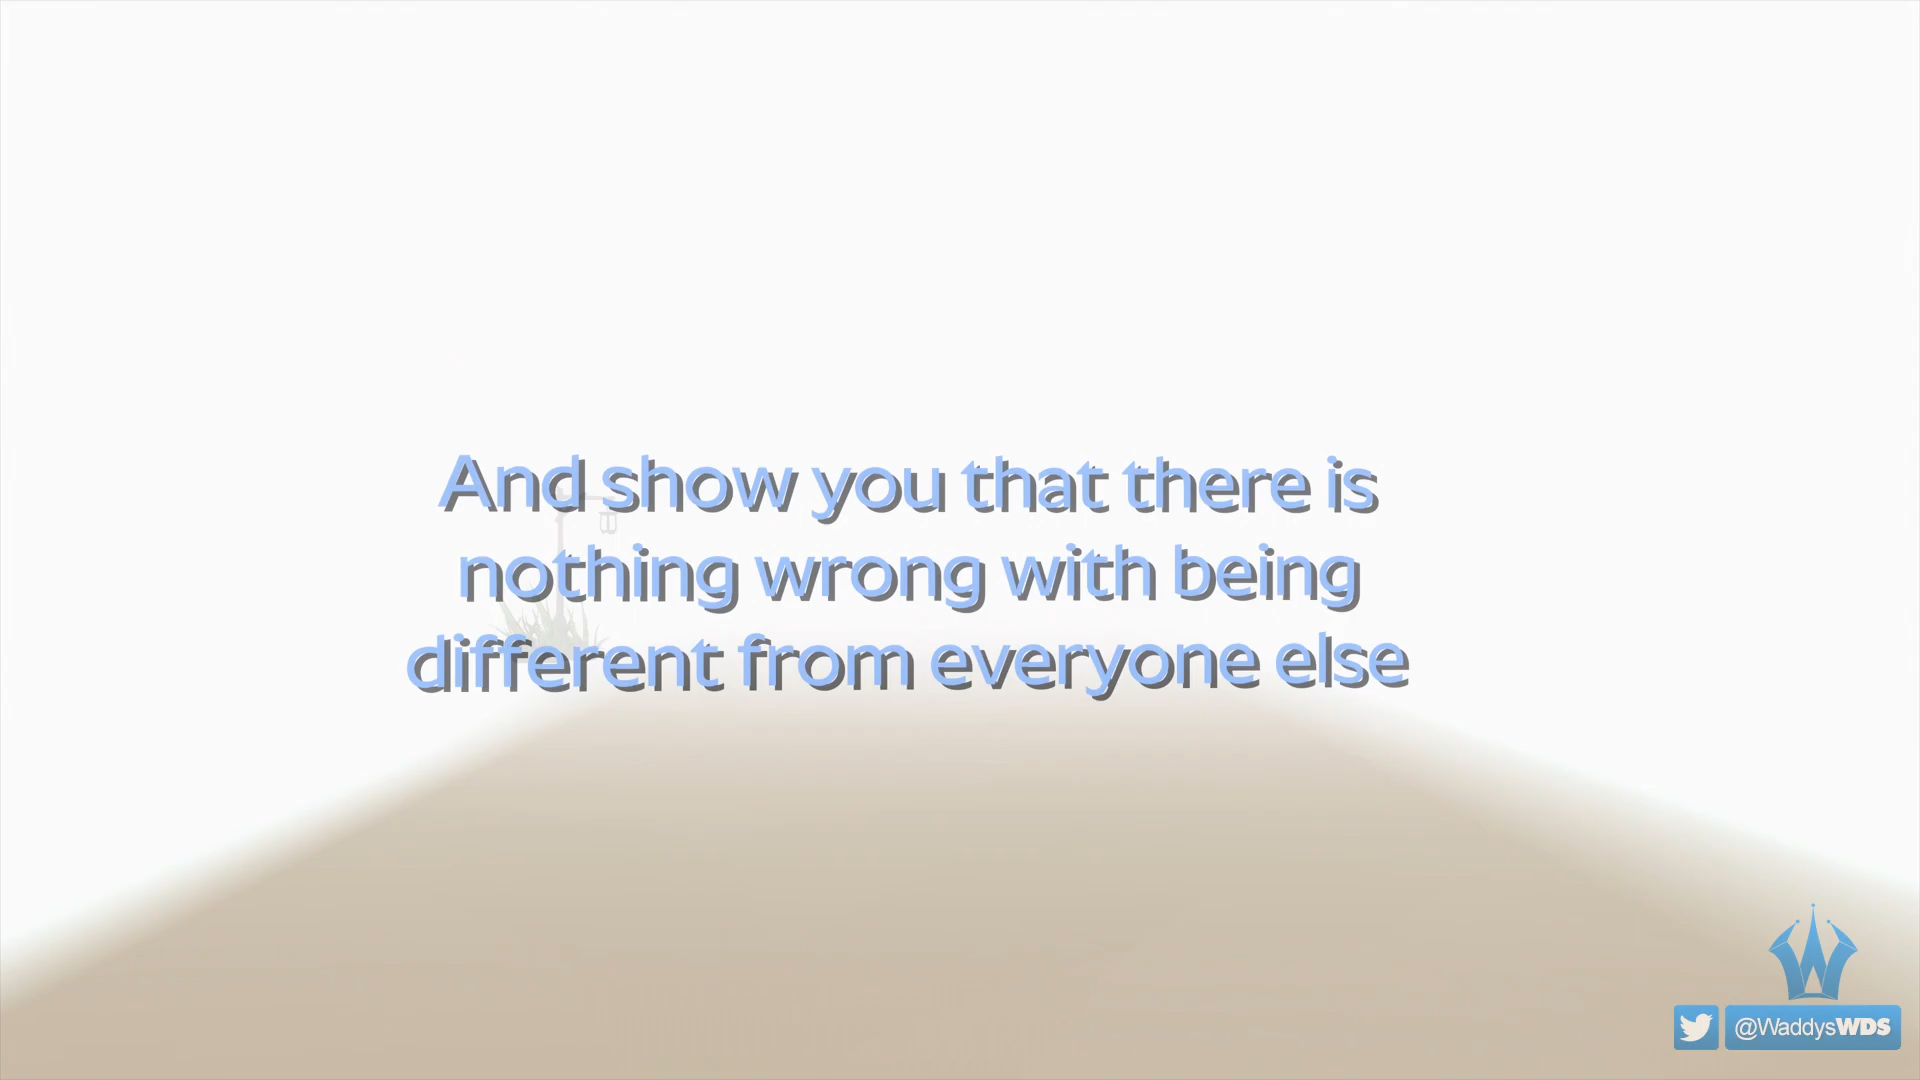 And show you that there is
nothing wrong with being
different from everyone else
W
@WaddysWDS